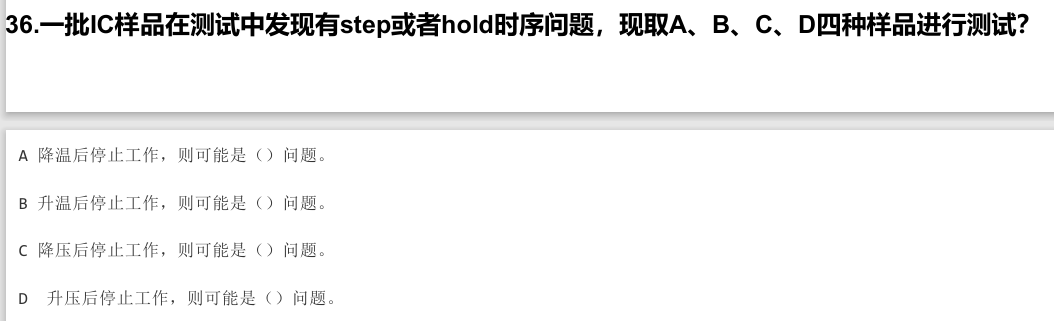 36.一批IC样品在测试中发现有step或者hold时序问题，现取A、B、C、D四种样品进行测试？
A 降温后停止工作，则可能是（）问题。
B 升温后停止工作，则可能是（）问题。
C 降压后停止工作，则可能是（）问题。
D 升压后停止工作，则可能是（）问题。